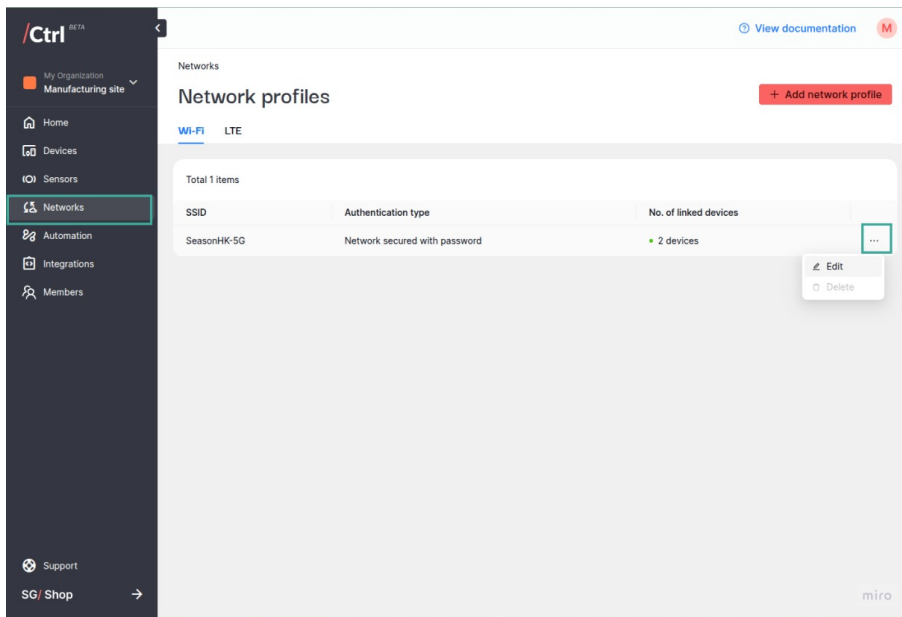 /Ctrl BETA
My Organization
Manufacturing site
Home
Devices
Sensors
Networks
Automation
Integrations
Members
Support
SG/ Shop
View documentation
M
Networks
Network profiles
+ Add network profile
Wi-Fi LTE
Total 1 items
SSID Authentication type No. of linked devices
SeasonHK-5G Network secured with password 2 devices ...
Edit
Delete
miro